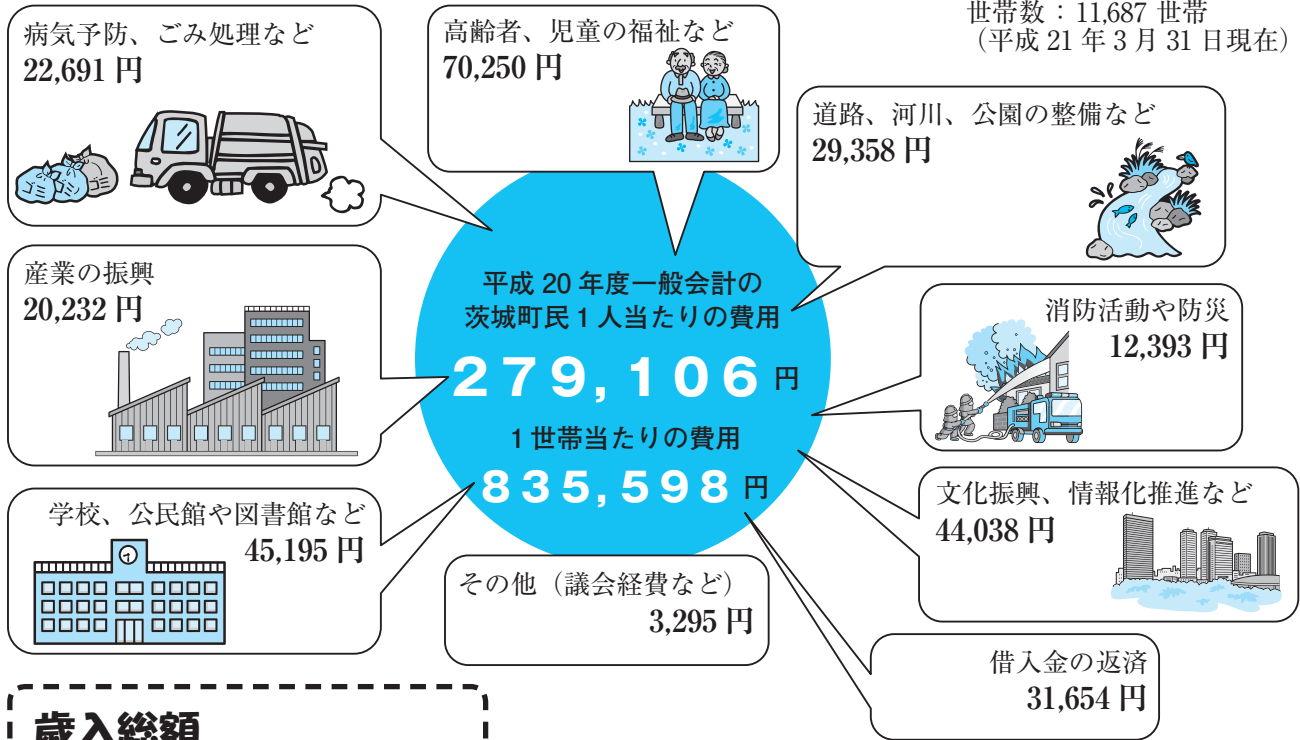 世帯数：11,687 世帯
（平成 21 年 3 月 31 日現在）
病気予防、ごみ処理など
22,691 円
高齢者、児童の福祉など
70,250 円
道路、河川、公園の整備など
29,358 円
産業の振興
20,232 円
平成 20 年度一般会計の
茨城町民 1 人当たりの費用
279,106 円
1 世帯当たりの費用
835,598 円
消防活動や防災
12,393 円
学校、公民館や図書館など
45,195 円
文化振興、情報化推進など
44,038 円
その他（議会経費など）
3,295 円
借入金の返済
31,654 円
歳入総額